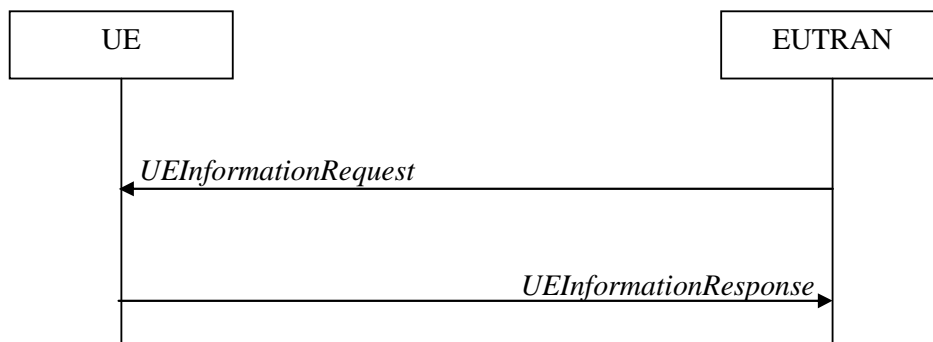 UE
EUTRAN
UEInformationRequest
UEInformationResponse